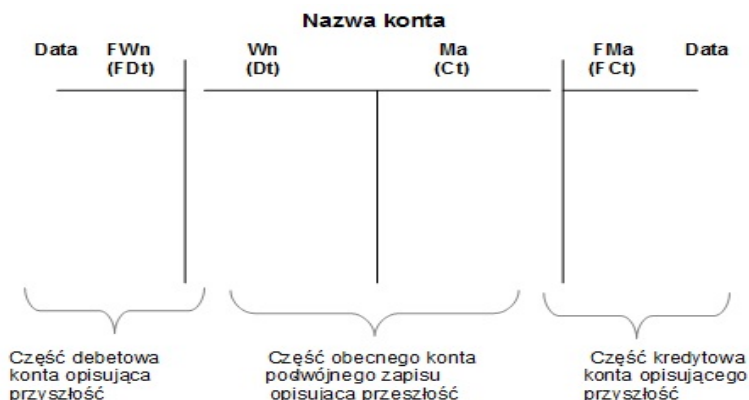 Nazwa konta
Data FWn Wn Ma FMa Data
(FDt) (Dt) (Ct) (FCt)
Część debetowa
konta opisująca
przyszłość
Część obecnego konta
podwójnego zapisu
opisująca przeszłość
Część kredytowa
konta opisującego
przyszłość